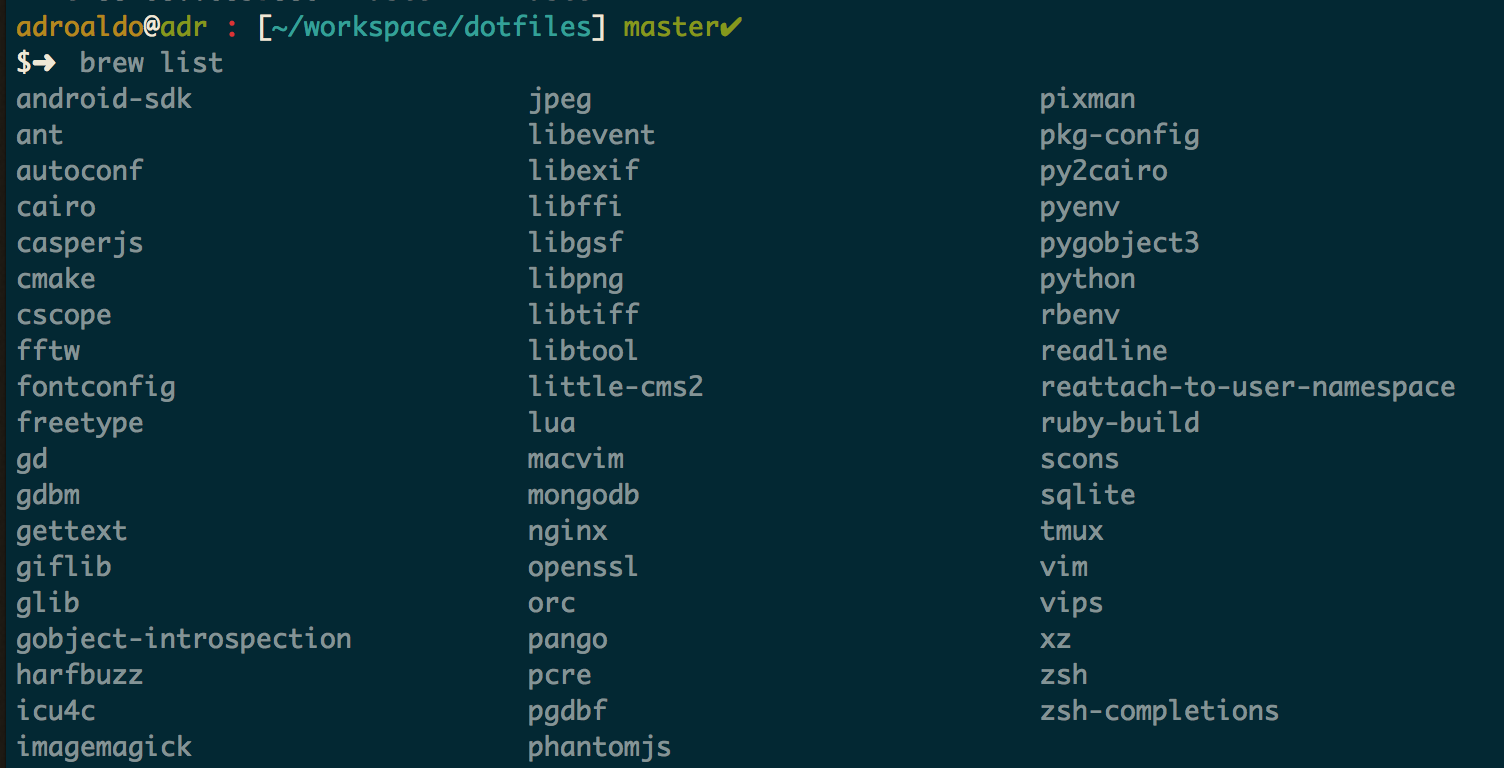 adroaldo@adr : [~/workspace/dotfiles] master✔
$➜ brew list
android-sdk jpeg pixman
ant libevent pkg-config
autoconf libexif py2cairo
cairo libffi pyenv
casperjs libgsf pygobject3
cmake libpng python
cscope libtiff rbenv
fftw libtool readline
fontconfig little-cms2 reattach-to-user-namespace
freetype lua ruby-build
gd macvim scons
gdbm mongodb sqlite
gettext nginx tmux
giflib openssl vim
glib orc vips
gobject-introspection pango xz
harfbuzz pcre zsh
icu4c pgdbf zsh-completions
imagemagick phantomjs